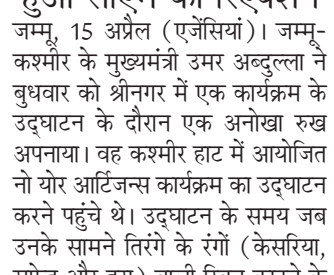 जम्मू, 15 अप्रैल (एजेंसियां)। जम्मू-
कश्मीर के मुख्यमंत्री उमर अब्दुल्ला ने
बुधवार को श्रीनगर में एक कार्यक्रम के
उद्घाटन के दौरान एक अनोखा रुख
अपनाया। वह कश्मीर हाट में आयोजित
नो योर आर्टिजन्स कार्यक्रम का उद्घाटन
करने पहुंचे थे। उद्घाटन के समय जब
उनके सामने तिरंगे के रंगों (केसरिया,